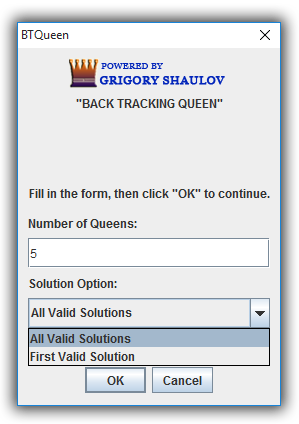 BTQueen
POWERED BY
GRIGORY SHAULOV
"BACK TRACKING QUEEN"
Fill in the form, then click "OK" to continue.
Number of Queens:
5
Solution Option:
All Valid Solutions
All Valid Solutions
First Valid Solution
OK Cancel